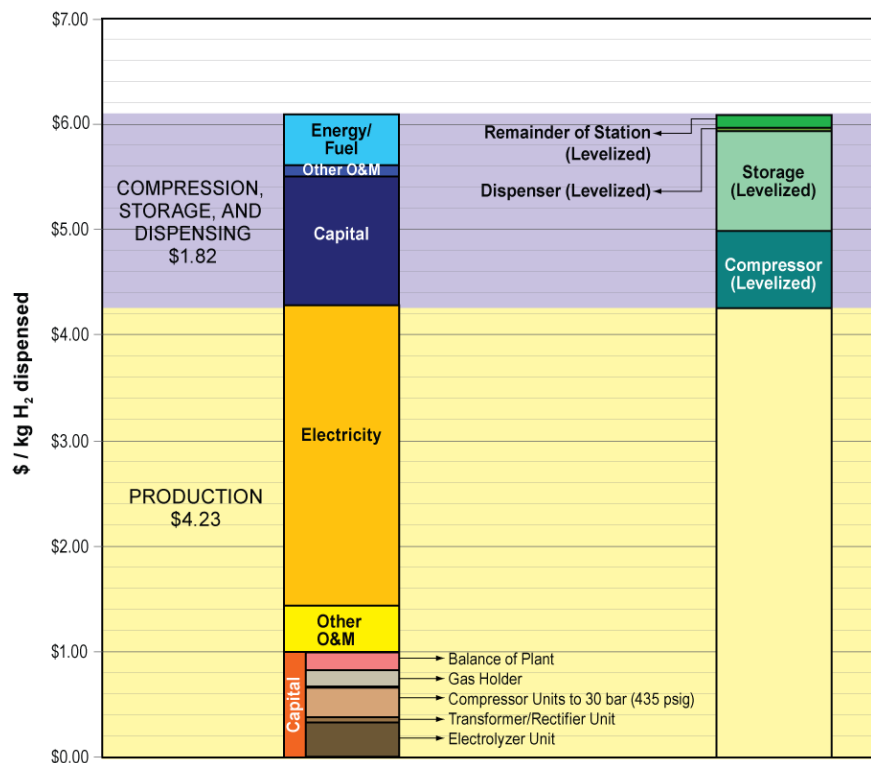 $7.00
$6.00
$5.00
$4.00
$3.00
$2.00
$1.00
$0.00
$ / kg H₂ dispensed
COMPRESSION,
STORAGE, AND
DISPENSING
$1.82
PRODUCTION
$4.23
Energy/
Fuel
Other O&M
Capital
Electricity
Other
O&M
Capital
Balance of Plant
Gas Holder
Compressor Units to 30 bar (435 psig)
Transformer/Rectifier Unit
Electrolyzer Unit
Remainder of Station
(Levelized)
Dispenser (Levelized)
Storage
(Levelized)
Compressor
(Levelized)